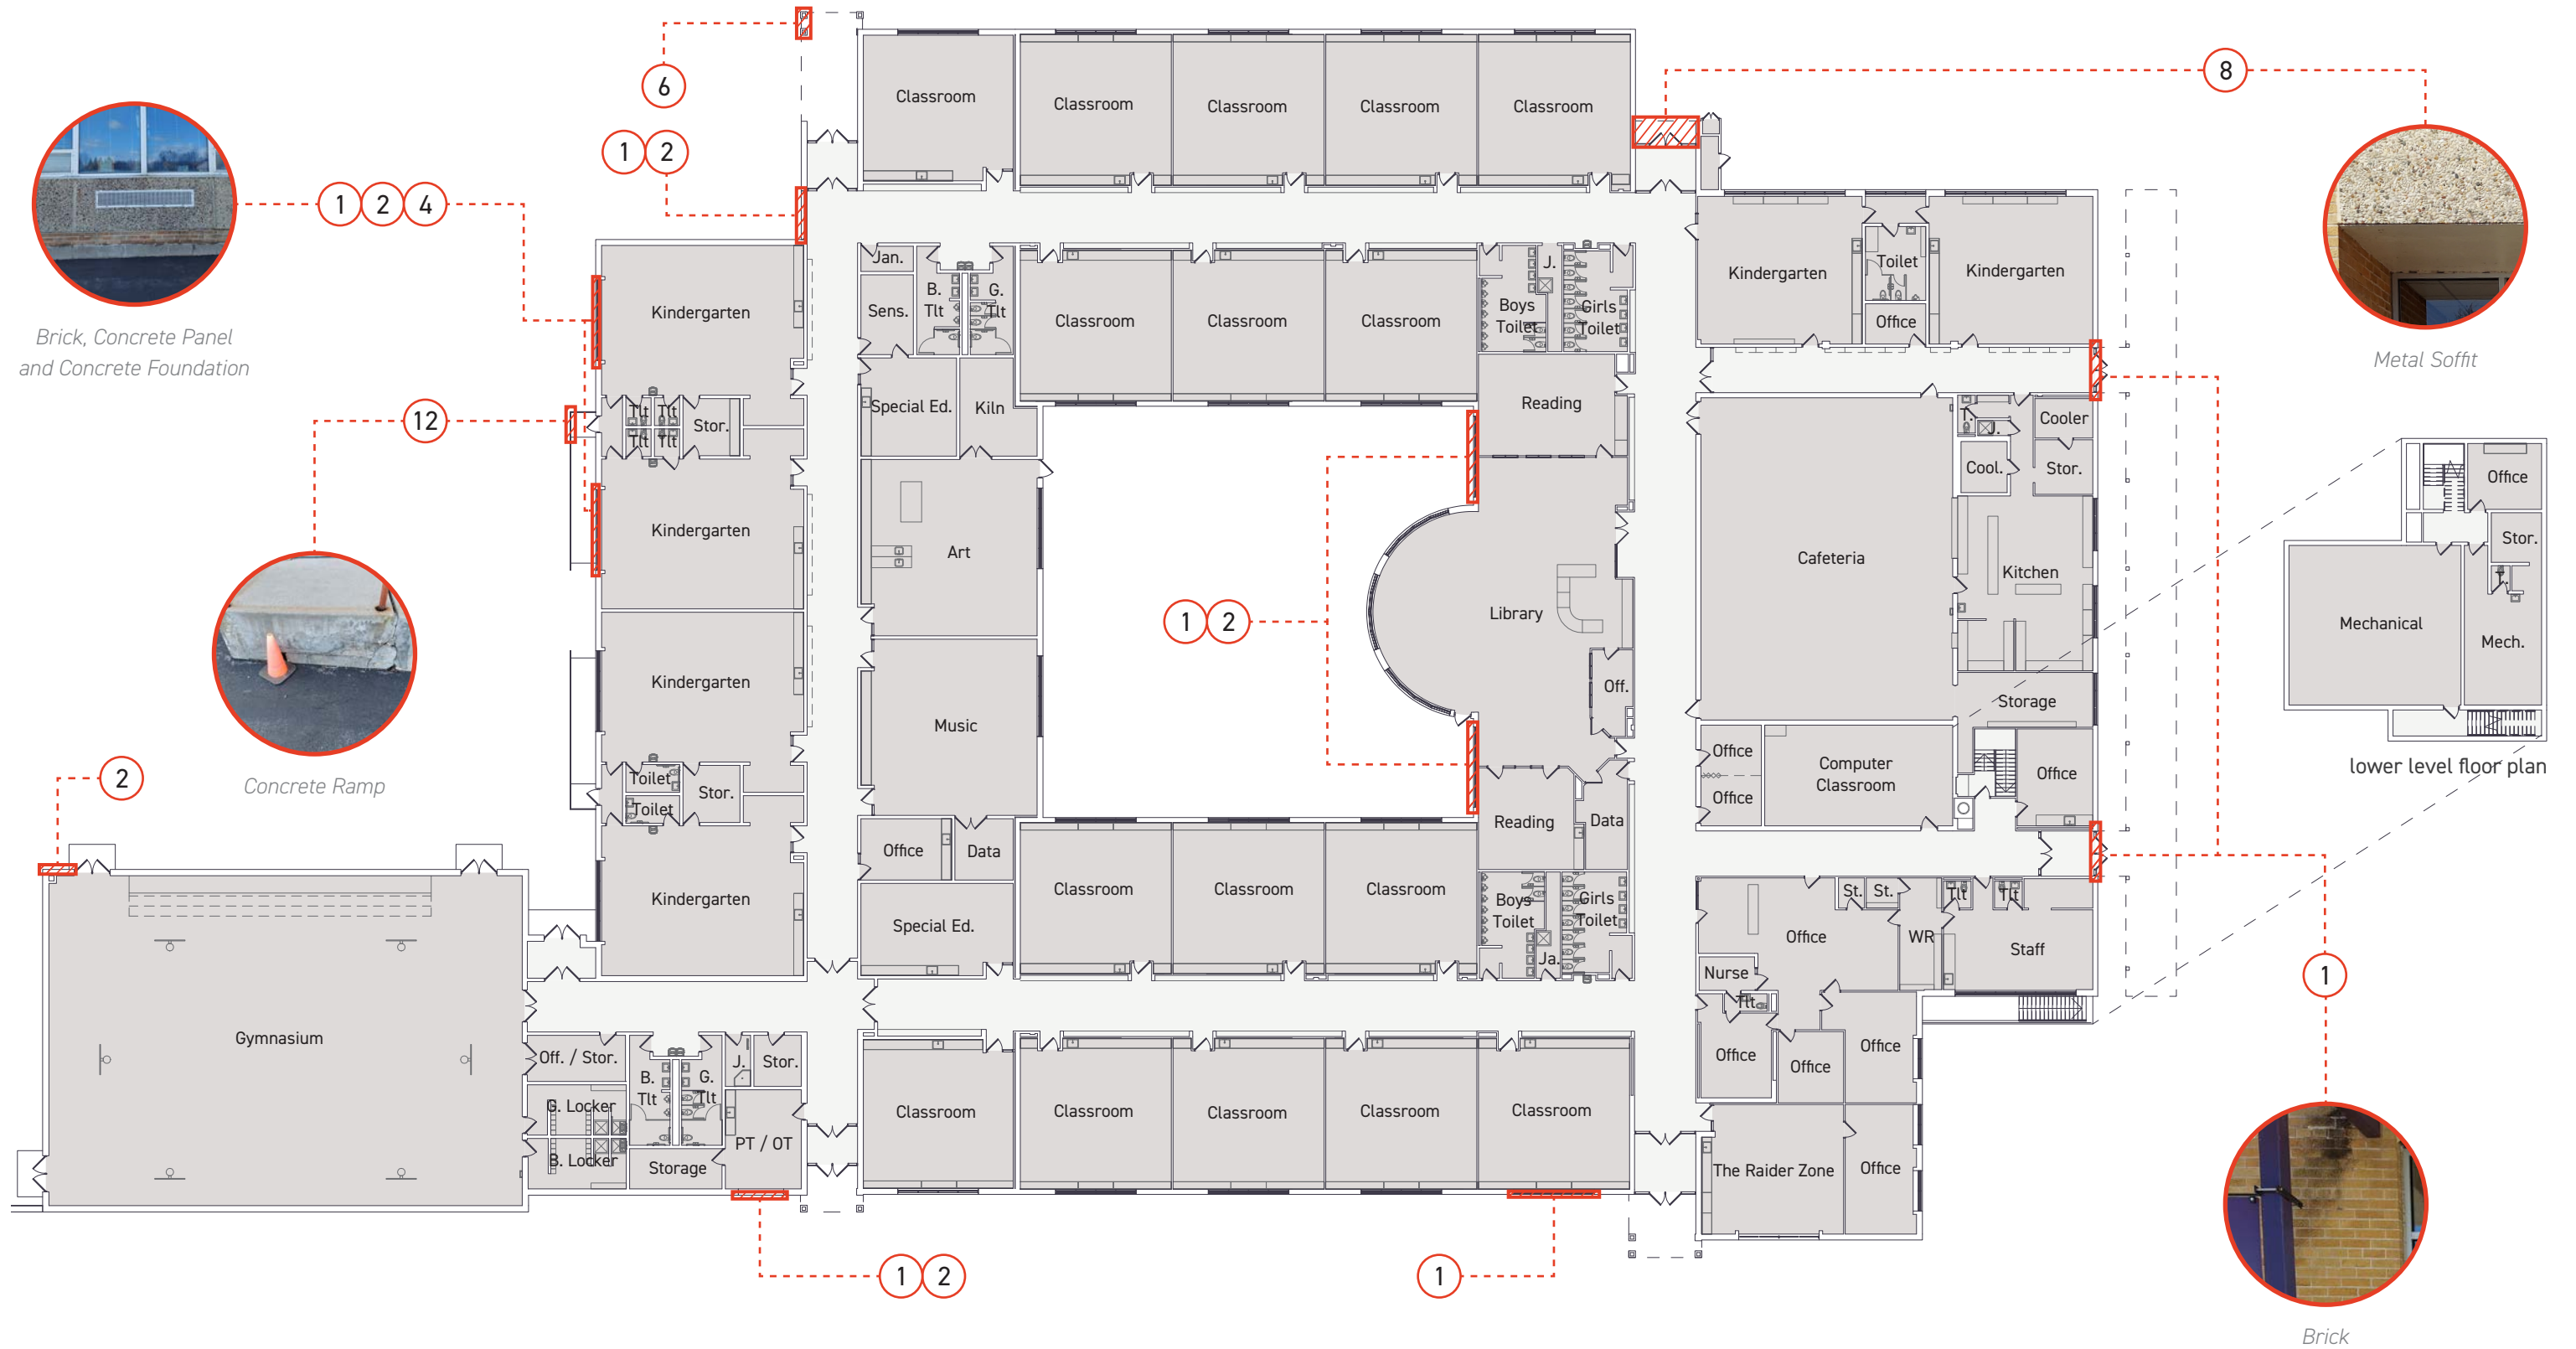 6
8
1 2
1 2 4
Brick, Concrete Panel
and Concrete Foundation
12
Concrete Ramp
2
Metal Soffit
Classroom
Classroom
Classroom
Classroom
Classroom
Kindergarten
Jan.
Sens.
B.
Tlt
G.
Tlt
Classroom
Classroom
Classroom
Boys
Toilet
J.
Girls
Toilet
Kindergarten
Toilet
Office
Kindergarten
Special Ed.
Kiln
Reading
Tlt
Tlt
Tlt
Tlt
Stor.
T.
J.
Cooler
Cool.
Stor.
Kindergarten
Art
1 2
Library
Cafeteria
Kitchen
Office
Stor.
Mechanical
T.
Mech.
lower level floor plan
Kindergarten
Music
Off.
Storage
Toilet
Toilet
Stor.
Office
Office
Computer
Classroom
Office
Kindergarten
Office
Data
Classroom
Classroom
Classroom
Reading
Data
Special Ed.
Boys
Toilet
Ja.
Girls
Toilet
St.
St.
Tlt
Tlt
Office
WR
Staff
Nurse
Tlt
Office
Office
Office
1
Gymnasium
Off. / Stor.
B.
Tlt
G.
Tlt
J.
Stor.
G. Locker
B. Locker
Storage
PT / OT
Classroom
Classroom
Classroom
Classroom
Classroom
The Raider Zone
Office
1 2
1
Brick